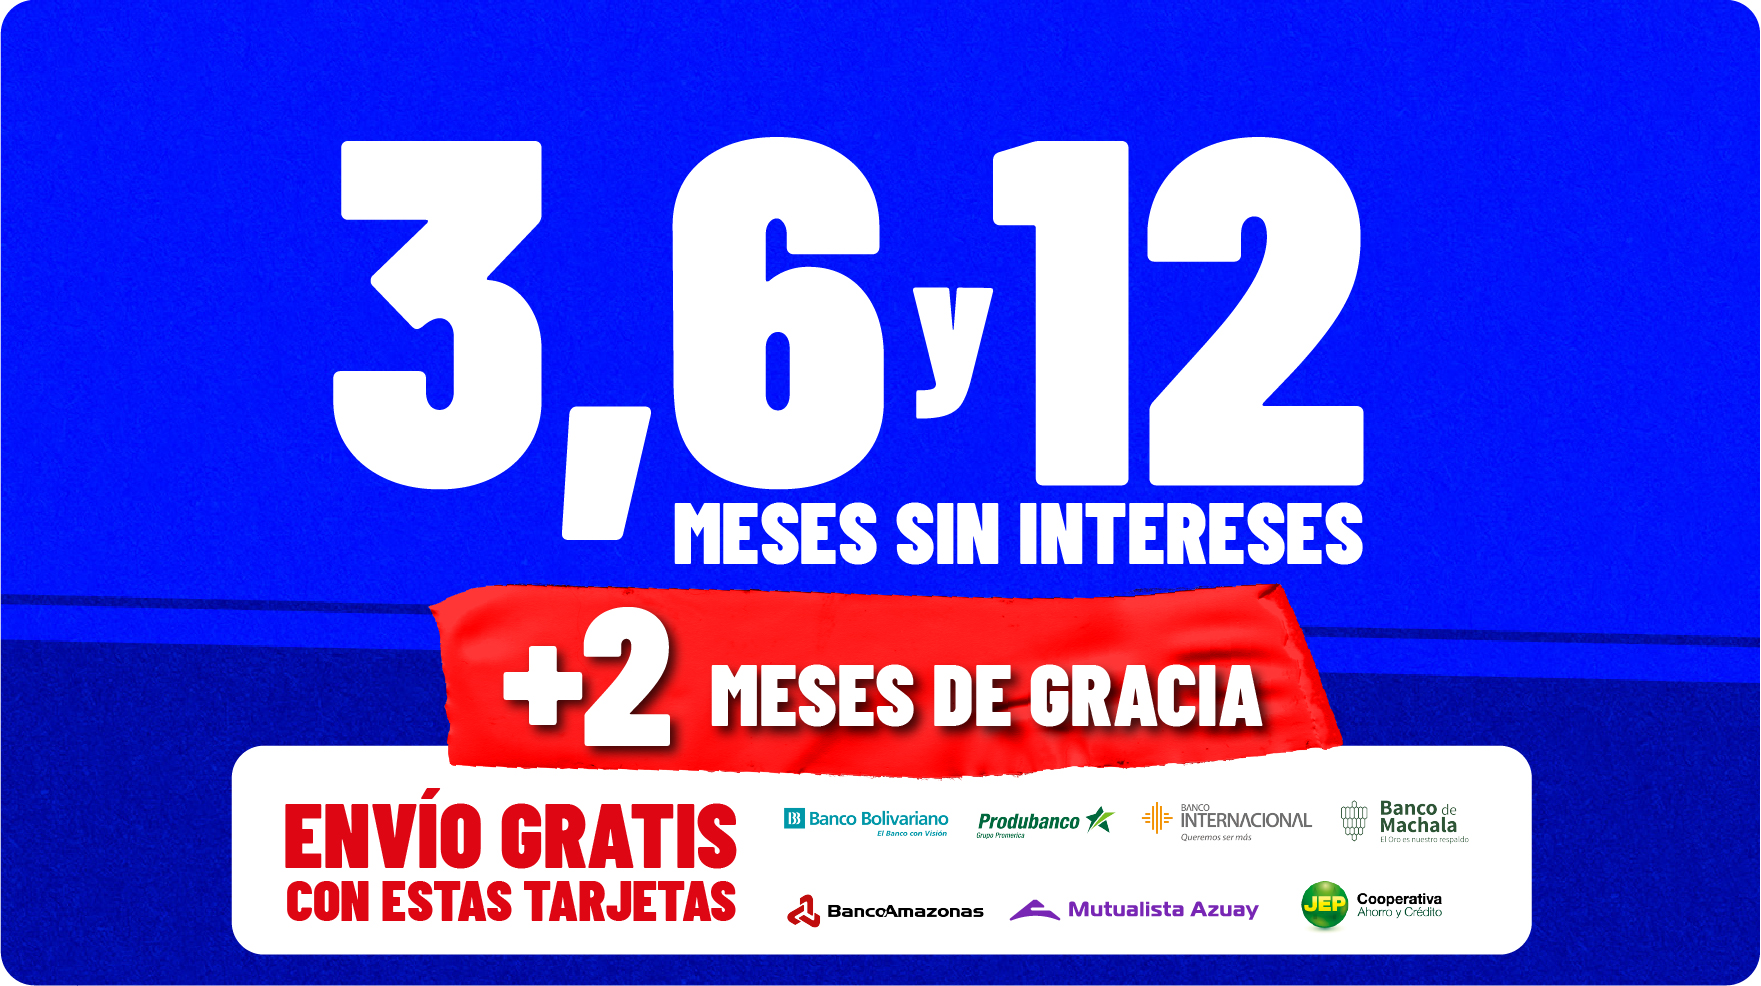 3, 6 y 12
MESES SIN INTERESES
+2 MESES DE GRACIA
ENVÍO GRATIS
CON ESTAS TARJETAS
Banco Bolivariano
El Banco con Visión
Produbanco
Grupo Promerica
BANCO
INTERNACIONAL
Queremos ser más
Banco de
Machala
El Oro es nuestro respaldo
BancoAmazonas
Mutualista Azuay
JEP
Cooperativa
Ahorro y Crédito